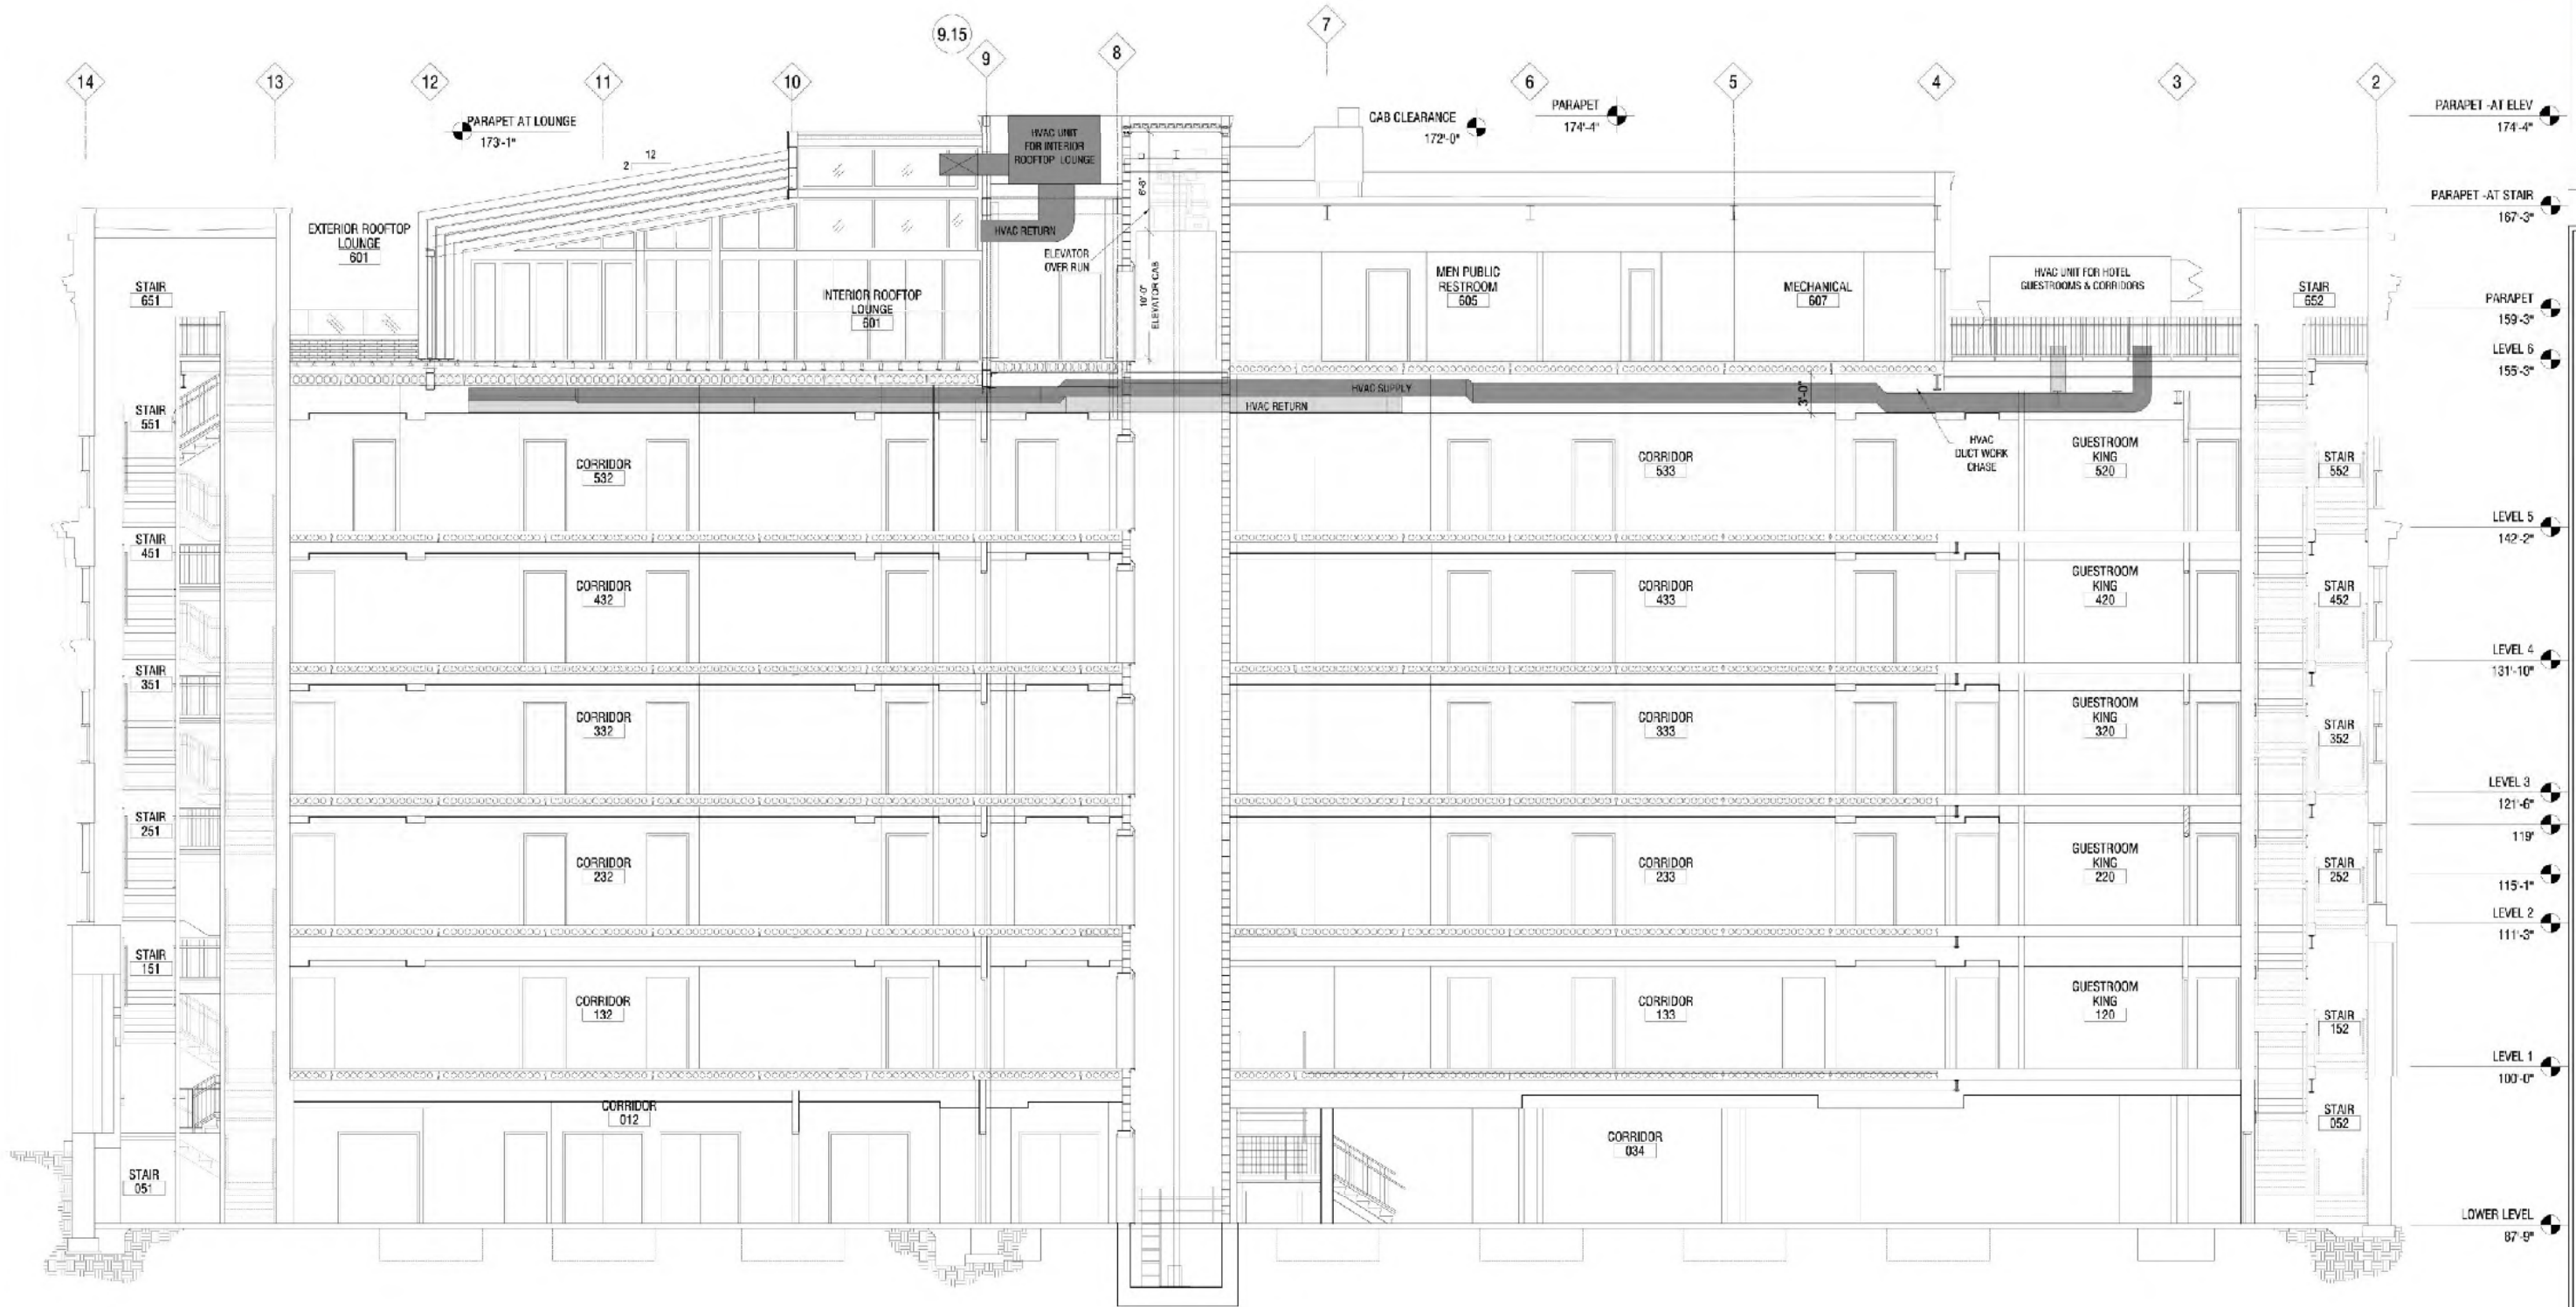 7
9.15
9
8
14
13
12
11
10
6
5
4
3
2
PARAPET AT LOUNGE
173'-1"
CAB CLEARANCE
172'-0"
PARAPET
174'-4"
PARAPET -AT ELEV
174'-4"
HVAC UNIT
FOR INTERIOR
ROOFTOP LOUNGE
12
2
6'-8"
PARAPET -AT STAIR
167'-3"
EXTERIOR ROOFTOP
LOUNGE
601
HVAC RETURN
ELEVATOR
OVER RUN
10'-0"
ELEVATOR CAB
STAIR
651
INTERIOR ROOFTOP
LOUNGE
601
MEN PUBLIC
RESTROOM
605
MECHANICAL
607
HVAC UNIT FOR HOTEL
GUESTROOMS & CORRIDORS
STAIR
652
PARAPET
159'-3"
LEVEL 6
155'-3"
HVAC SUPPLY
HVAC RETURN
3'-0"
STAIR
551
CORRIDOR
532
CORRIDOR
533
HVAC
DUCT WORK
CHASE
GUESTROOM
KING
520
STAIR
552
LEVEL 5
142'-2"
STAIR
451
CORRIDOR
432
CORRIDOR
433
GUESTROOM
KING
420
STAIR
452
LEVEL 4
131'-10"
STAIR
351
CORRIDOR
332
CORRIDOR
333
GUESTROOM
KING
320
STAIR
352
LEVEL 3
121'-6"
119'
STAIR
251
CORRIDOR
232
CORRIDOR
233
GUESTROOM
KING
220
STAIR
252
115'-1"
LEVEL 2
111'-3"
STAIR
151
CORRIDOR
132
CORRIDOR
133
GUESTROOM
KING
120
STAIR
152
LEVEL 1
100'-0"
CORRIDOR
012
CORRIDOR
034
STAIR
052
STAIR
051
LOWER LEVEL
87'-9"